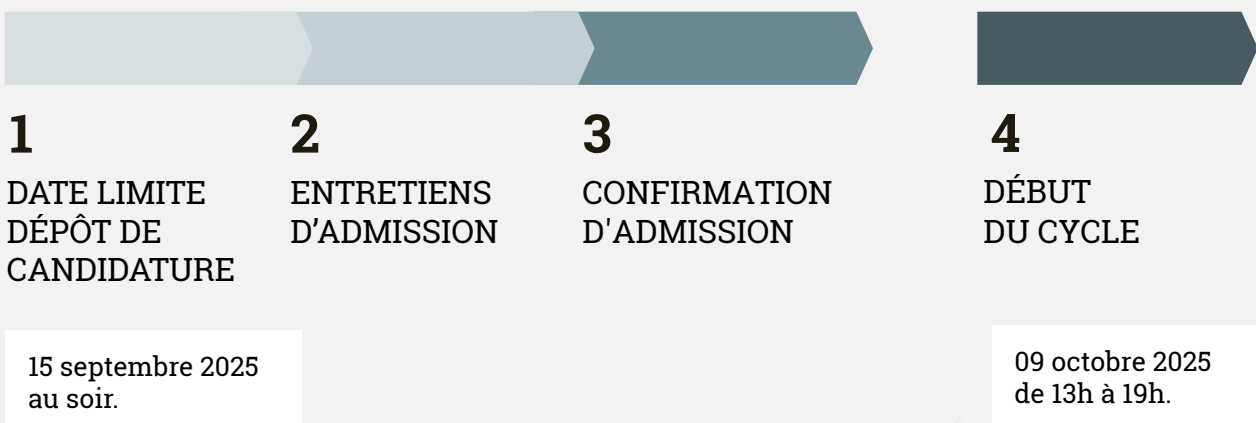 1
DATE LIMITE
DÉPÔT DE
CANDIDATURE
15 septembre 2025
au soir.
2
ENTRETIENS
D’ADMISSION
3
CONFIRMATION
D'ADMISSION
4
DÉBUT
DU CYCLE
09 octobre 2025
de 13h à 19h.